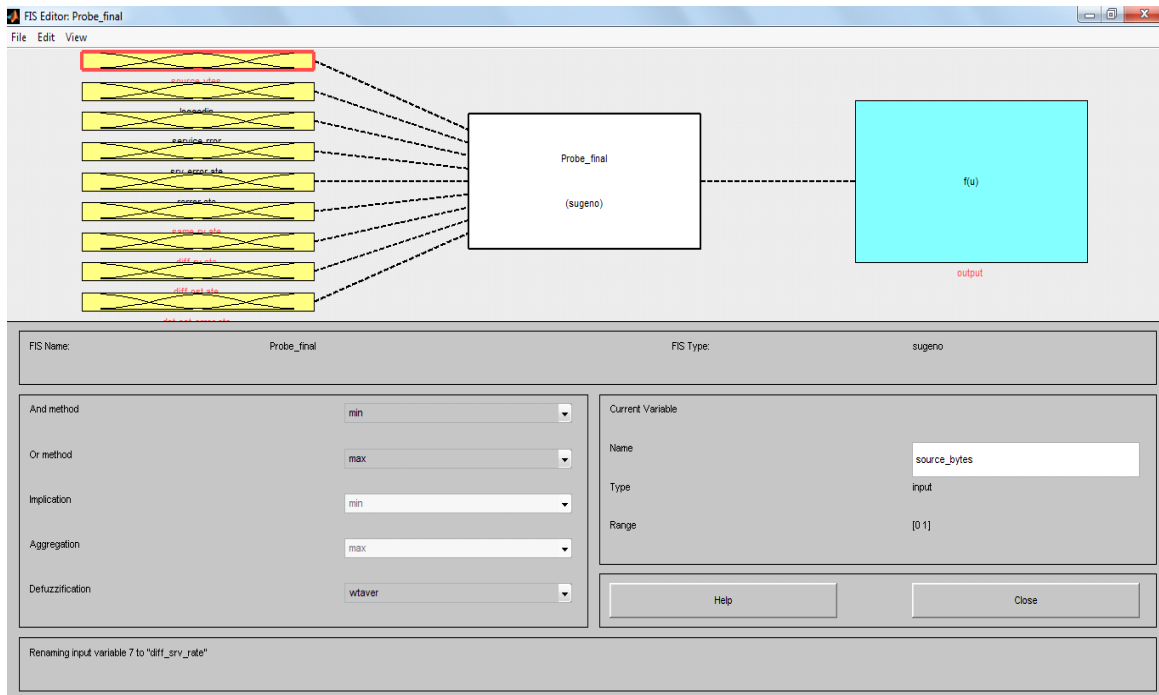 FIS Editor: Probe_final
File Edit View
Probe_final
(sugeno)
f(u)
output
FIS Name: Probe_final FIS Type: sugeno
And method min
Or method max
Implication min
Aggregation max
Defuzzification wtaver
Current Variable
Name source_bytes
Type input
Range [0 1]
Help Close
Renaming input variable 7 to "diff_srv_rate"